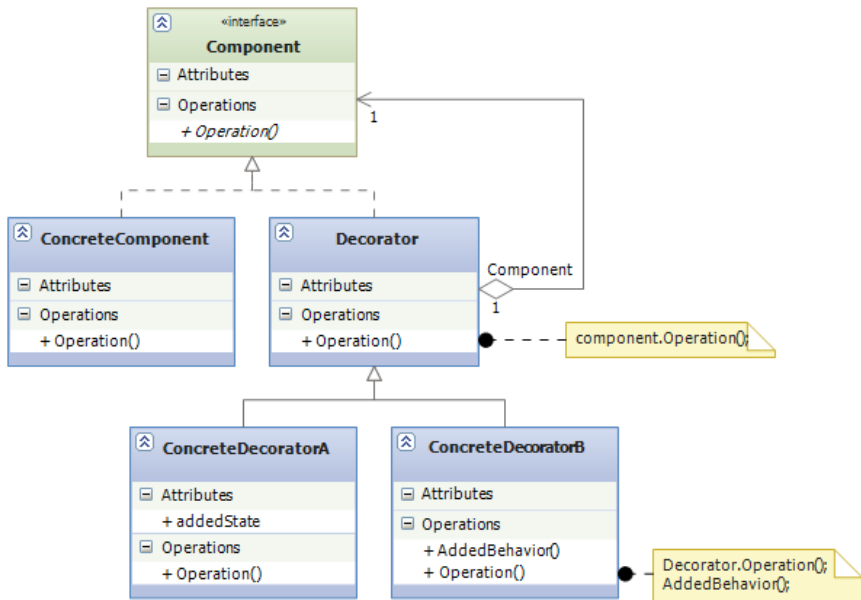 «interface»
Component
Attributes
Operations
+ Operation()
1
ConcreteComponent
Attributes
Operations
+ Operation()
Decorator
Attributes
Operations
+ Operation()
Component
1
component.Operation();
ConcreteDecoratorA
Attributes
+ addedState
Operations
+ Operation()
ConcreteDecoratorB
Attributes
Operations
+ AddedBehavior()
+ Operation()
Decorator.Operation();
AddedBehavior();